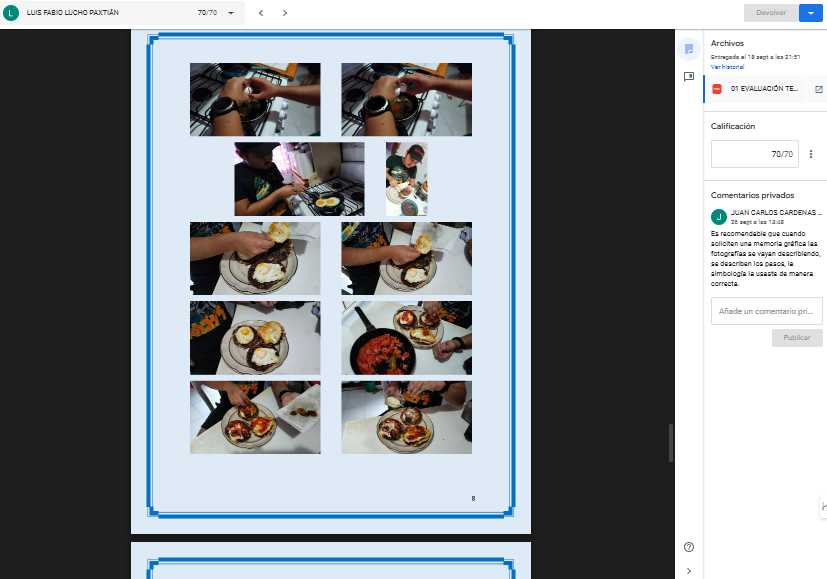 L LUIS FABIO LUCHO PAXTIÁN 70/70 Devolver
Archivos
Entregada el 18 sept a las 21:51
Ver historial
01 EVALUACIÓN TE...
Calificación
70/70
Comentarios privados
J JUAN CARLOS CARDENAS ...
26 sept a las 13:48
Es recomendable que cuando
soliciten una memoria gráfica las
fotografías se vayan describiendo,
se describen los pasos, la
simbología la usaste de manera
correcta.
Añade un comentario pri...
Publicar
8